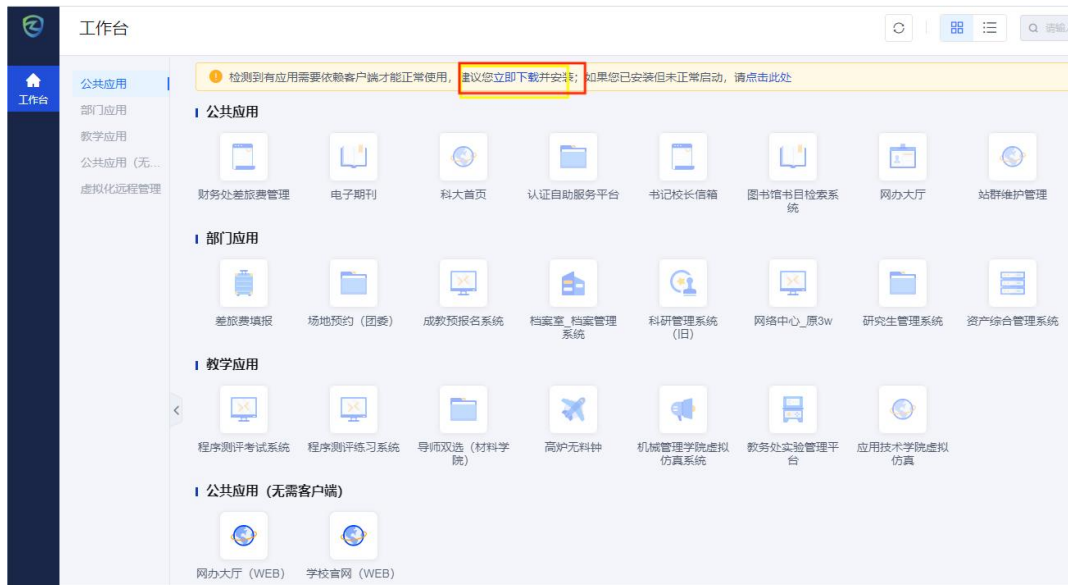 工作台
请输
工作台
公共应用
部门应用
教学应用
公共应用（无...
虚拟化远程管理
检测到有应用需要依赖客户端才能正常使用，建议您立即下载并安装；如果您已安装但未正常启动，请点击此处
公共应用
财务处差旅费管理
电子期刊
科大首页
认证自助服务平台
书记校长信箱
图书馆书目检索系
统
网办大厅
站群维护管理
部门应用
差旅费填报
场地预约（团委）
成教预报名系统
档案室_档案管理
系统
科研管理系统
(旧)
网络中心_原3w
研究生管理系统
资产综合管理系统
教学应用
程序测评考试系统
程序测评练习系统
导师双选（材料学
院）
高炉无料钟
机械管理学院虚拟
仿真系统
教务处实验管理平
台
应用技术学院虚拟
仿真
公共应用（无需客户端)
网办大厅（WEB）
学校官网（WEB）